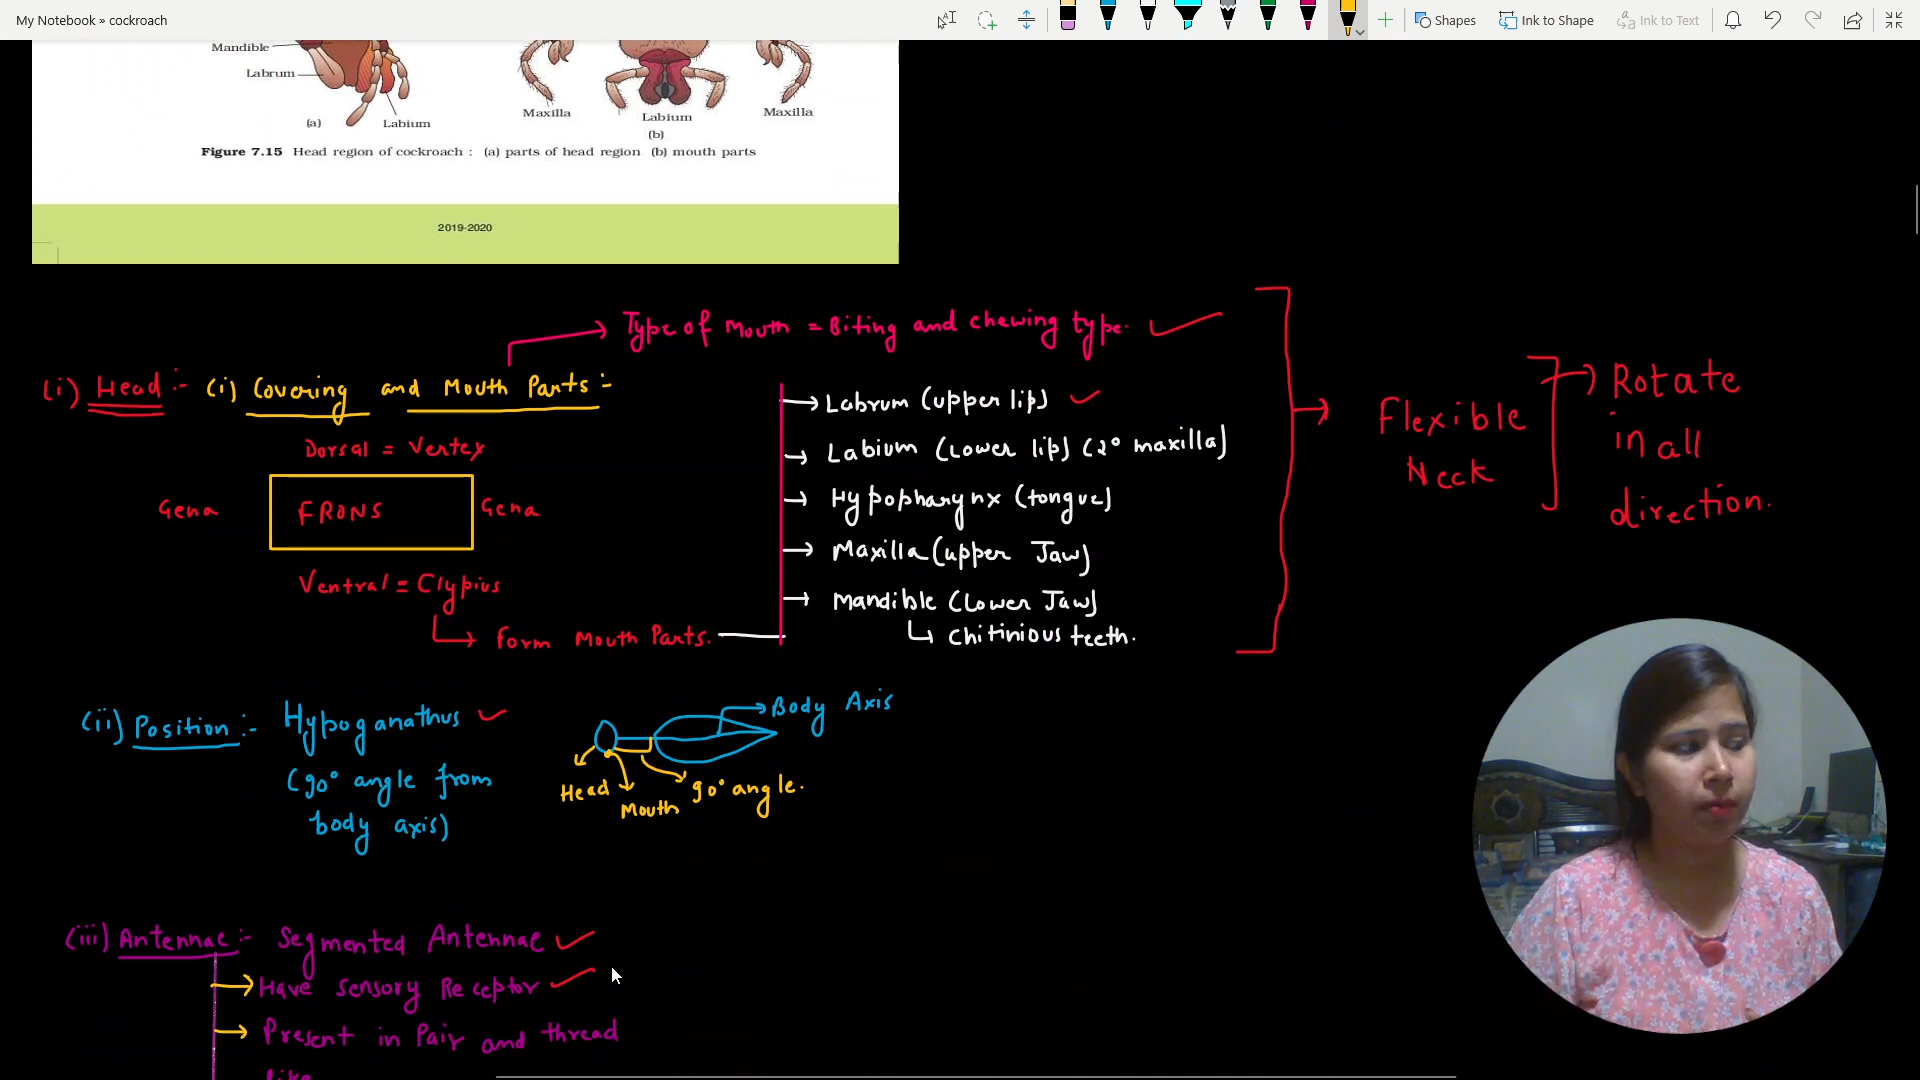 My Notebook » cockroach
Shapes
Ink to Shape
Ink to Text
Mandible
Labrum
(a)
Labium
Maxilla
Labium
Maxilla
(b)
Figure 7.15 Head region of cockroach : (a) parts of head region (b) mouth parts
2019-2020
Type of Mouth = Biting and chewing type.
(i) Head :- (i) Covering and Mouth Parts :-
Dorsal = Vertex
Gena
FRONS
Gena
Ventral = Clypius
Form Mouth Parts.
Labrum (upper lip)
Labium (Lower lip) (2° maxilla)
Hypopharynx (tongue)
Maxilla (upper Jaw)
Mandible (Lower Jaw)
Chitinious teeth.
Flexible
Neck
Rotate
in all
direction.
(ii) Position :- Hypoganathus
(90° angle from
body axis)
Body Axis
Head
Mouth
90° angle.
(iii) Antennae :- Segmented Antennae
Have sensory Receptor
Present in Pair and thread
like